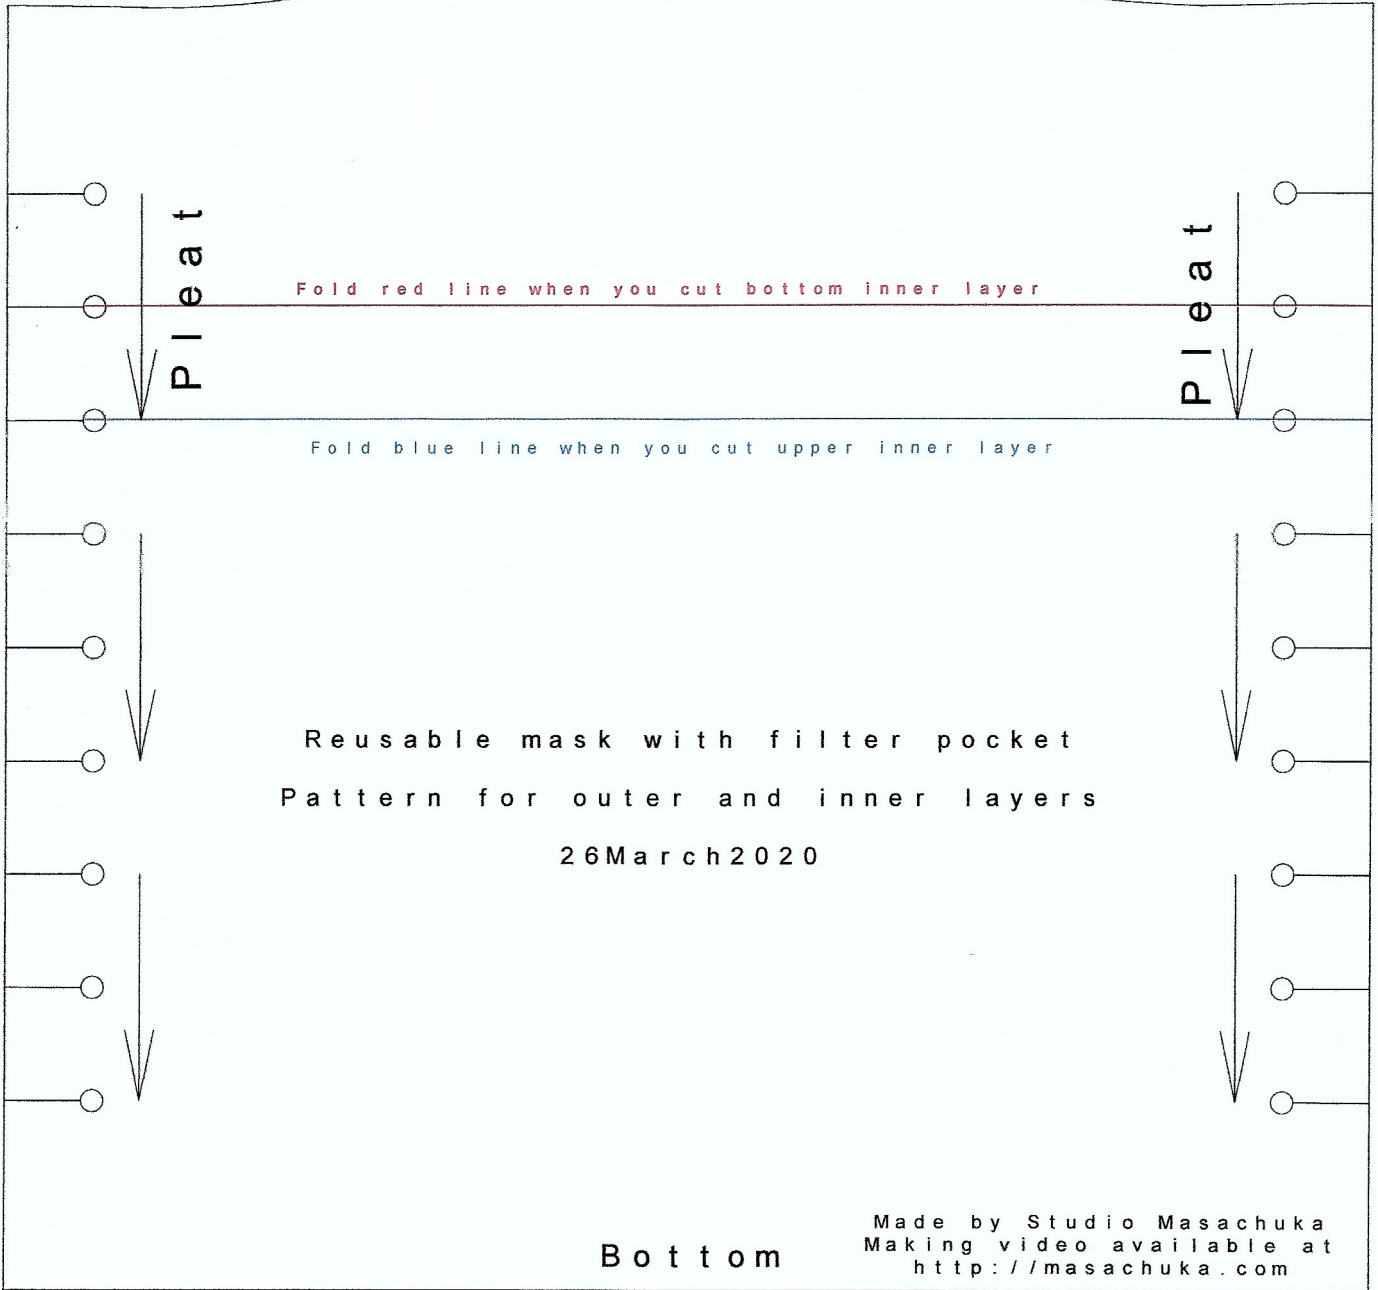 Pleat
Pleat
Fold red line when you cut bottom inner layer
Fold blue line when you cut upper inner layer
Reusable mask with filter pocket
Pattern for outer and inner layers
26March2020
Bottom
Made by Studio Masachuka
Making video available at
http://masachuka.com